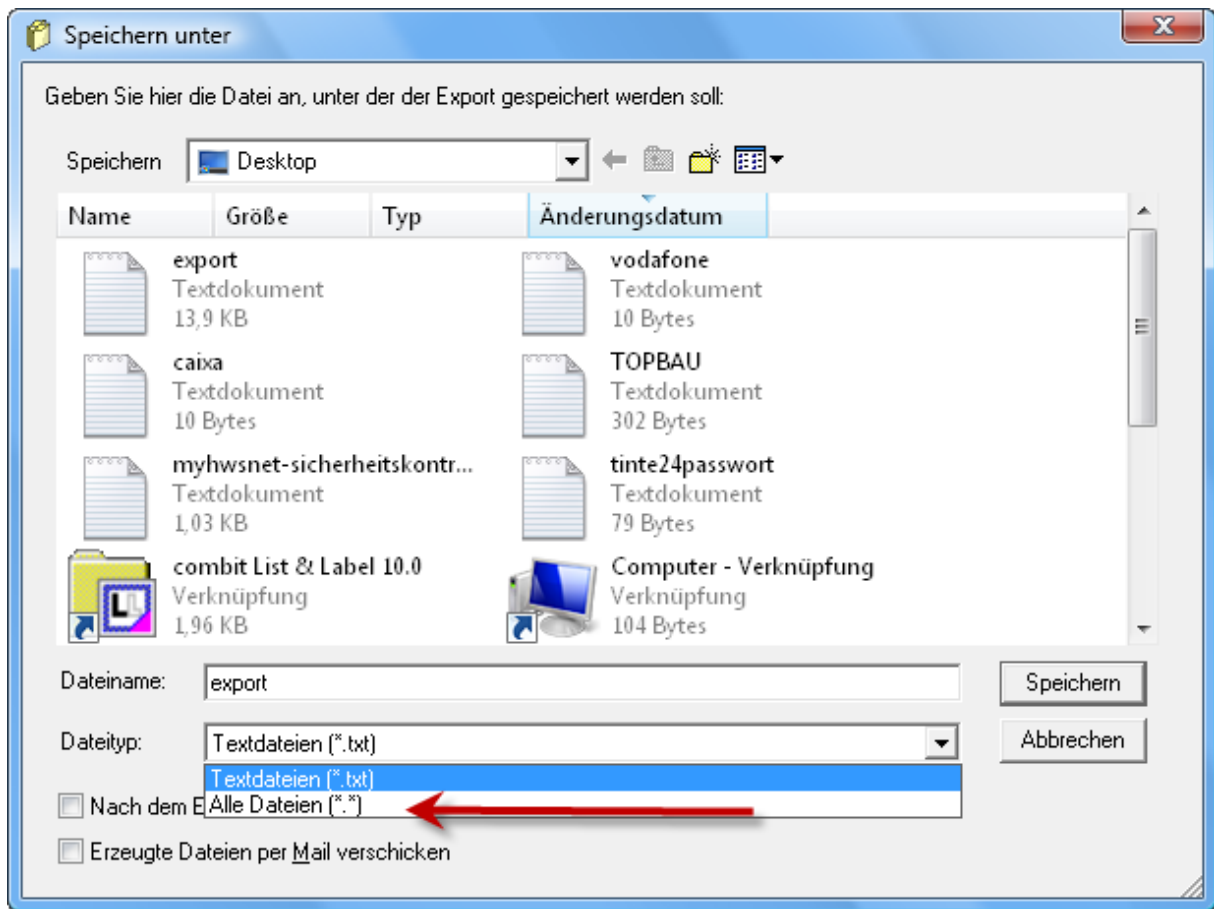 Speichern unter
Geben Sie hier die Datei an, unter der der Export gespeichert werden soll:
Speichern Desktop
Name Größe Typ Änderungsdatum
export
Textdokument
13,9 KB
vodafone
Textdokument
10 Bytes
caixa
Textdokument
10 Bytes
TOPBAU
Textdokument
302 Bytes
myhwsnet-sicherheitskontr...
Textdokument
1,03 KB
tinte24passwort
Textdokument
79 Bytes
combit List & Label 10.0
Verknüpfung
1,96 KB
Computer - Verknüpfung
Verknüpfung
104 Bytes
Dateiname: export Speichern
Dateityp: Textdateien (*.txt) Abbrechen
Textdateien (*.txt)
Nach dem E Alle Dateien (*.*)
Erzeugte Dateien per Mail verschicken